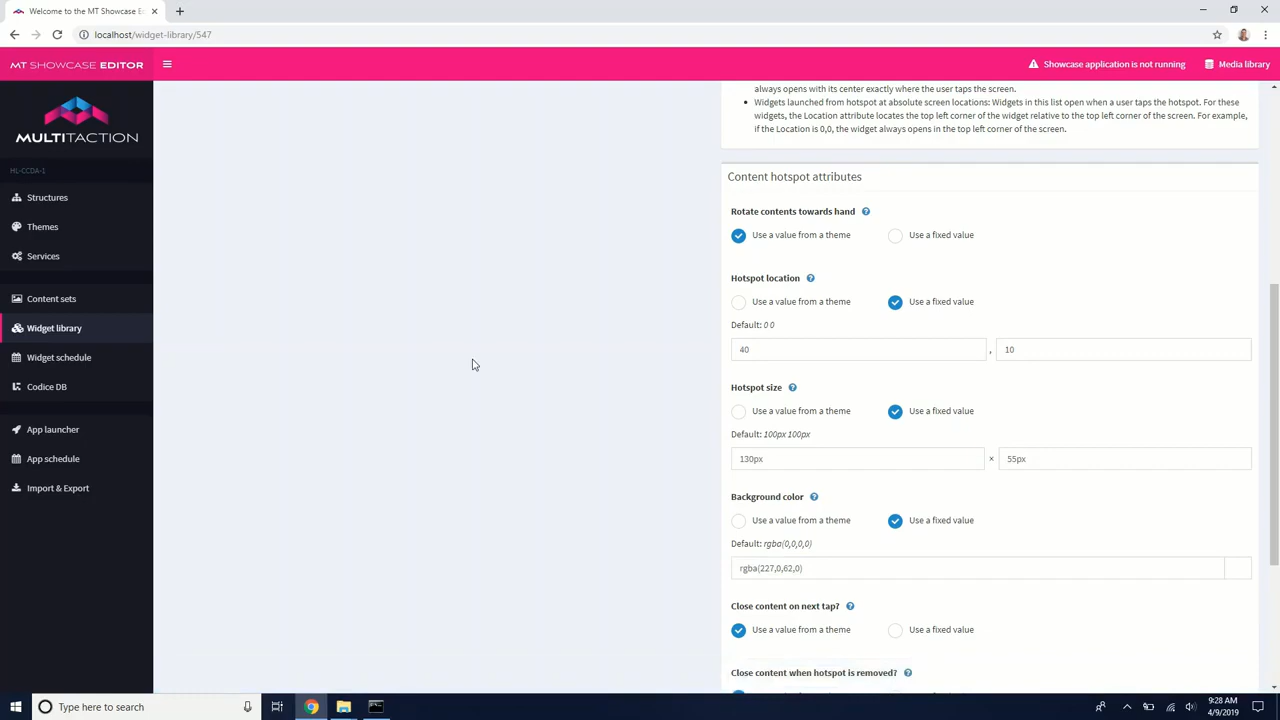 Welcome to the MT Showcase E
localhost/widget-library/547
MT SHOWCASE EDITOR
Showcase application is not running
Media library
MULTITACTION
HL-CCDA-1
Structures
Themes
Services
Content sets
Widget library
Widget schedule
Codice DB
App launcher
App schedule
Import & Export
always opens with its center exactly where the user taps the screen.
Widgets launched from hotspot at absolute screen locations: Widgets in this list open when a user taps the hotspot. For these
widgets, the Location attribute locates the top left corner of the widget relative to the top left corner of the screen. For example,
if the Location is 0,0, the widget always opens in the top left corner of the screen.
Content hotspot attributes
Rotate contents towards hand
Use a value from a theme Use a fixed value
Hotspot location
Use a value from a theme Use a fixed value
Default: 0 0
40 , 10
Hotspot size
Use a value from a theme Use a fixed value
Default: 100px 100px
130px × 55px
Background color
Use a value from a theme Use a fixed value
Default: rgba(0,0,0,0)
rgba(227,0,62,0)
Close content on next tap?
Use a value from a theme Use a fixed value
Close content when hotspot is removed?
Type here to search
9:28 AM
4/9/2019